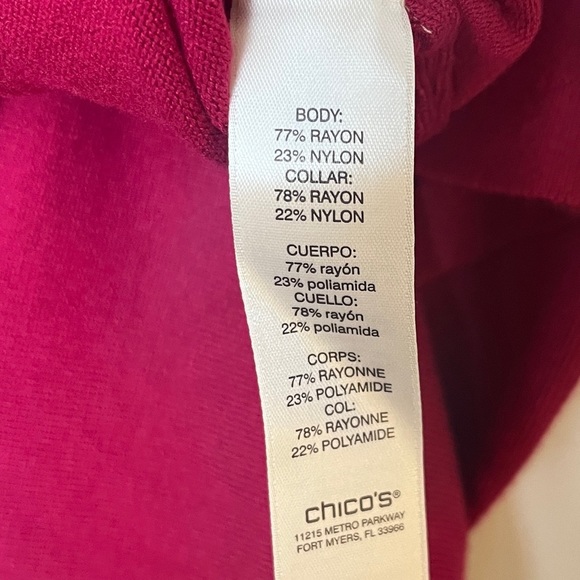 BODY:
77% RAYON
23% NYLON
COLLAR:
78% RAYON
22% NYLON
CUERPO:
77% rayón
23% poliamida
CUELLO:
78% rayón
22% poliamida
CORPS:
77% RAYONNE
23% POLYAMIDE
COL:
78% RAYONNE
22% POLYAMIDE
chico's®
11215 METRO PARKWAY
FORT MYERS, FL 33966